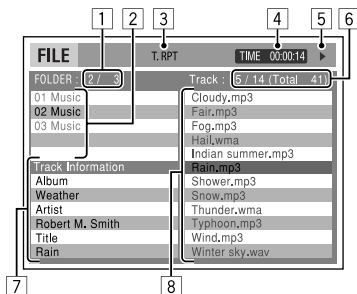 1 2 3 4 5
FILE T. RPT TIME 00:00:14
6
FOLDER : 2 / 3 Track : 5 / 14 (Total 41)
01 Music
02 Music
03 Music
Track Information
Album
Weather
Artist
Robert M. Smith
Title
Rain
Cloudy.mp3
Fair.mp3
Fog.mp3
Hail.wma
Indian summer.mp3
Rain.mp3
Shower.mp3
Snow.mp3
Thunder.wma
Typhoon.mp3
Wind.mp3
Winter sky.wav
7 8